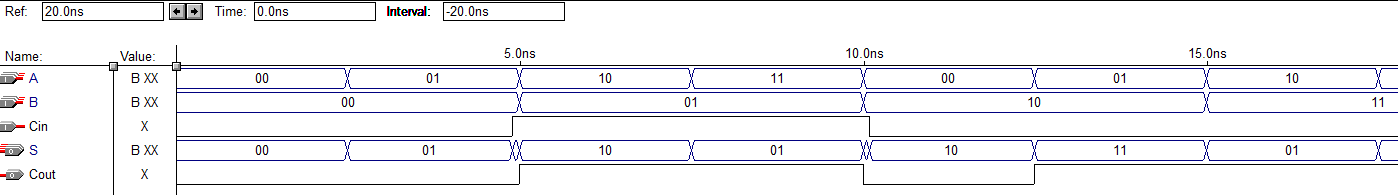 Ref: 20.0ns Time: 0.0ns Interval: -20.0ns
5.0ns 10.0ns 15.0ns
Name: Value:
A B XX 00 01 10 11 00 01 10
B B XX 00 01 10 11
Cin X
S B XX 00 01 10 01 10 11 01
Cout X